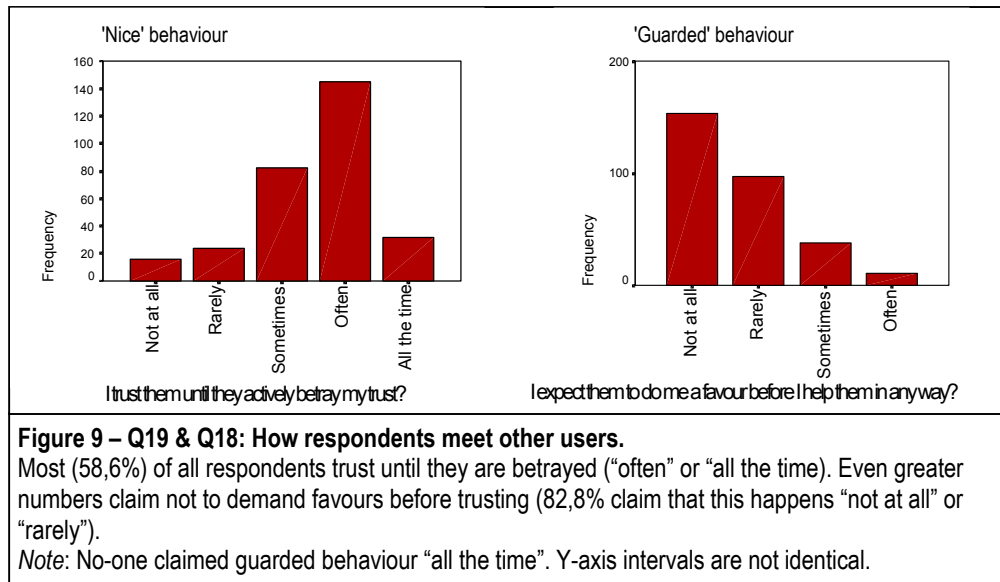 'Nice' behaviour
160
140
120
100
80
60
40
20
0
Frequency
Not at all
Rarely
Sometimes
Often
All the time
I trust them until they actively betray my trust?
'Guarded' behaviour
200
100
0
Frequency
Not at all
Rarely
Sometimes
Often
I expect them to do me a favour before I help them in any way?
Figure 9 – Q19 & Q18: How respondents meet other users.
Most (58,6%) of all respondents trust until they are betrayed (“often” or “all the time). Even greater
numbers claim not to demand favours before trusting (82,8% claim that this happens “not at all” or
“rarely”).
Note: No-one claimed guarded behaviour “all the time”. Y-axis intervals are not identical.